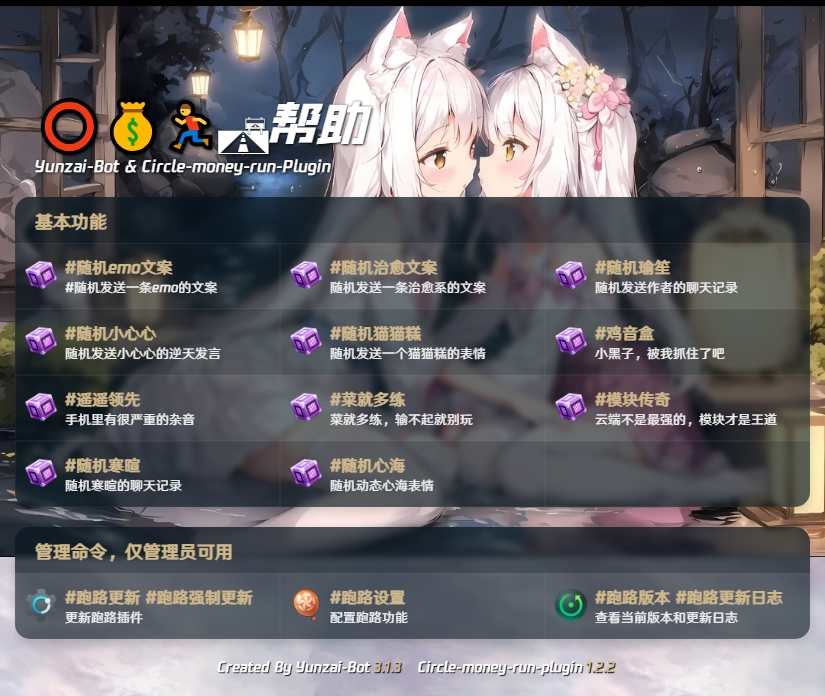 ⭕💰🏃🛣️帮助
Yunzai-Bot & Circle-money-run-Plugin
基本功能
#随机emo文案
#随机发送一条emo的文案
#随机治愈文案
随机发送一条治愈系的文案
#随机瑜笙
随机发送作者的聊天记录
#随机小心心
随机发送小心心的逆天发言
#随机猫猫糕
随机发送一个猫猫糕的表情
#鸡音盒
小黑子，被我抓住了吧
#遥遥领先
手机里有很严重的杂音
#菜就多练
菜就多练，输不起就别玩
#模块传奇
云端不是最强的，模块才是王道
#随机寒暄
随机寒暄的聊天记录
#随机心海
随机动态心海表情
管理命令，仅管理员可用
#跑路更新 #跑路强制更新
更新跑路插件
#跑路设置
配置跑路功能
#跑路版本 #跑路更新日志
查看当前版本和更新日志
Created By Yunzai-Bot 3.1.3 Circle-money-run-plugin 1.2.2